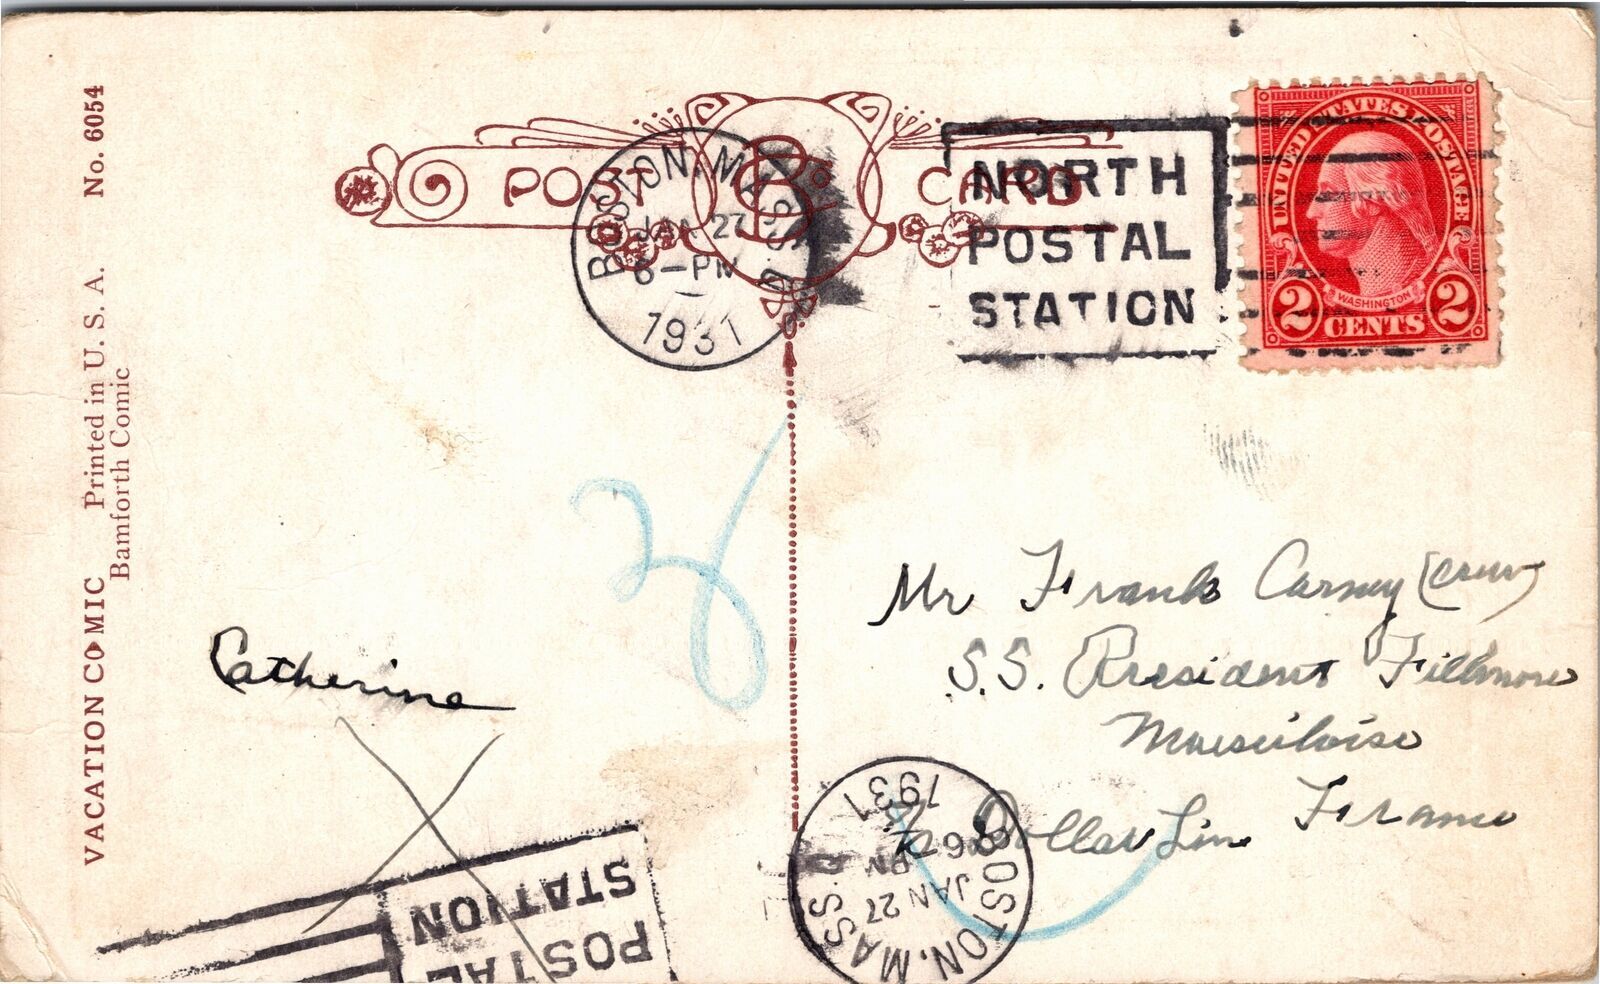 VACATION COMIC Printed in U. S. A. No. 6054
Bamforth Comic
POST CARD
BOSTON, MASS.
JAN 27
6-PM
1931
NORTH
POSTAL
STATION
UNITED STATES POSTAGE
WASHINGTON
2 CENTS 2
Catherine
Mr Frank Carney (Crew)
S.S. President Fillmore
Marseiloise
France
% Dollar Line
BOSTON, MASS.
JAN 27
PM
1931
POSTAL
STATION